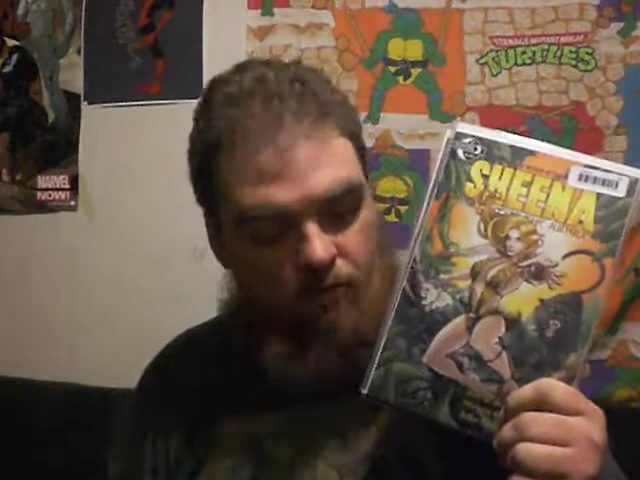 TEENAGE MUTANT NINJA
TURTLES
SHEENA
MARVEL
NOW!